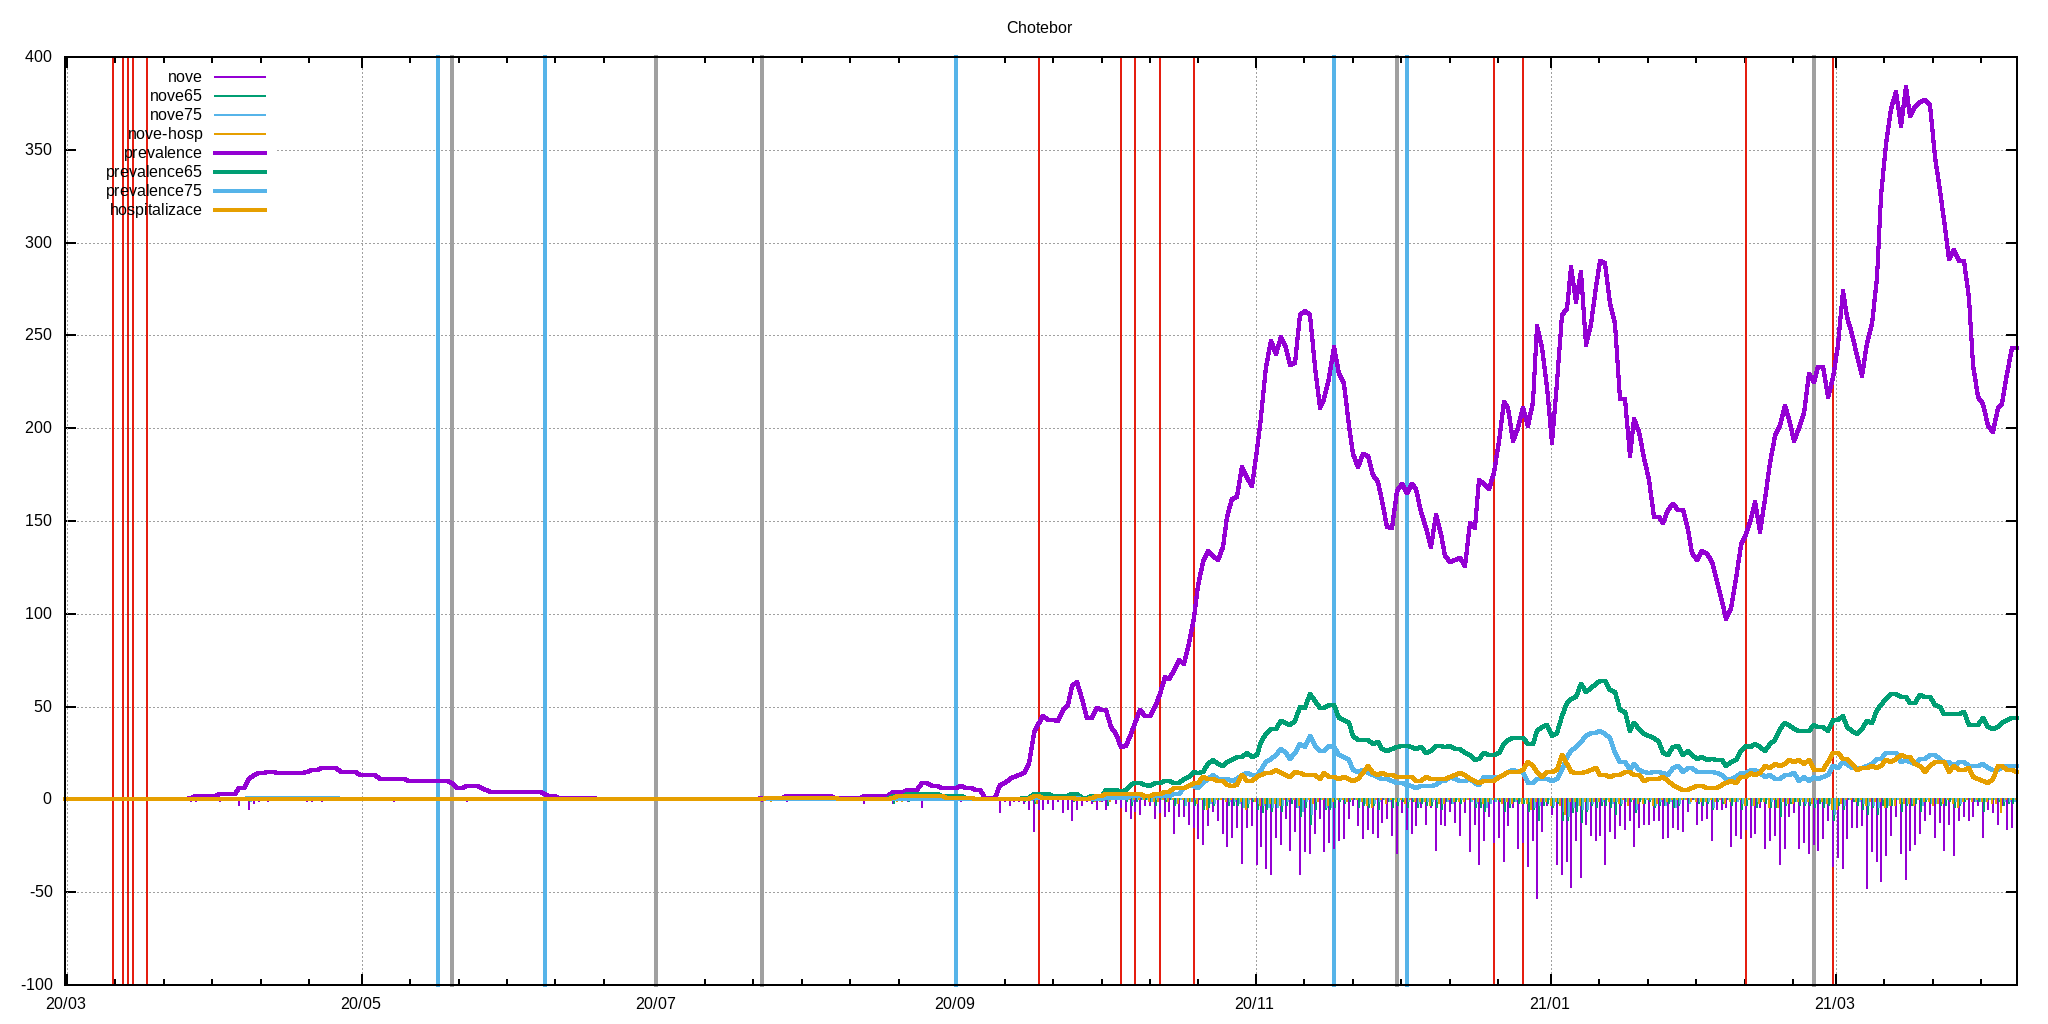 Chotebor
400
nove
nove65
nove75
nove-hosp
350
prevalence
prevalence65
prevalence75
hospitalizace
300
250
200
150
100
50
0
-50
-100
20/03 20/05 20/07 20/09 20/11 21/01 21/03